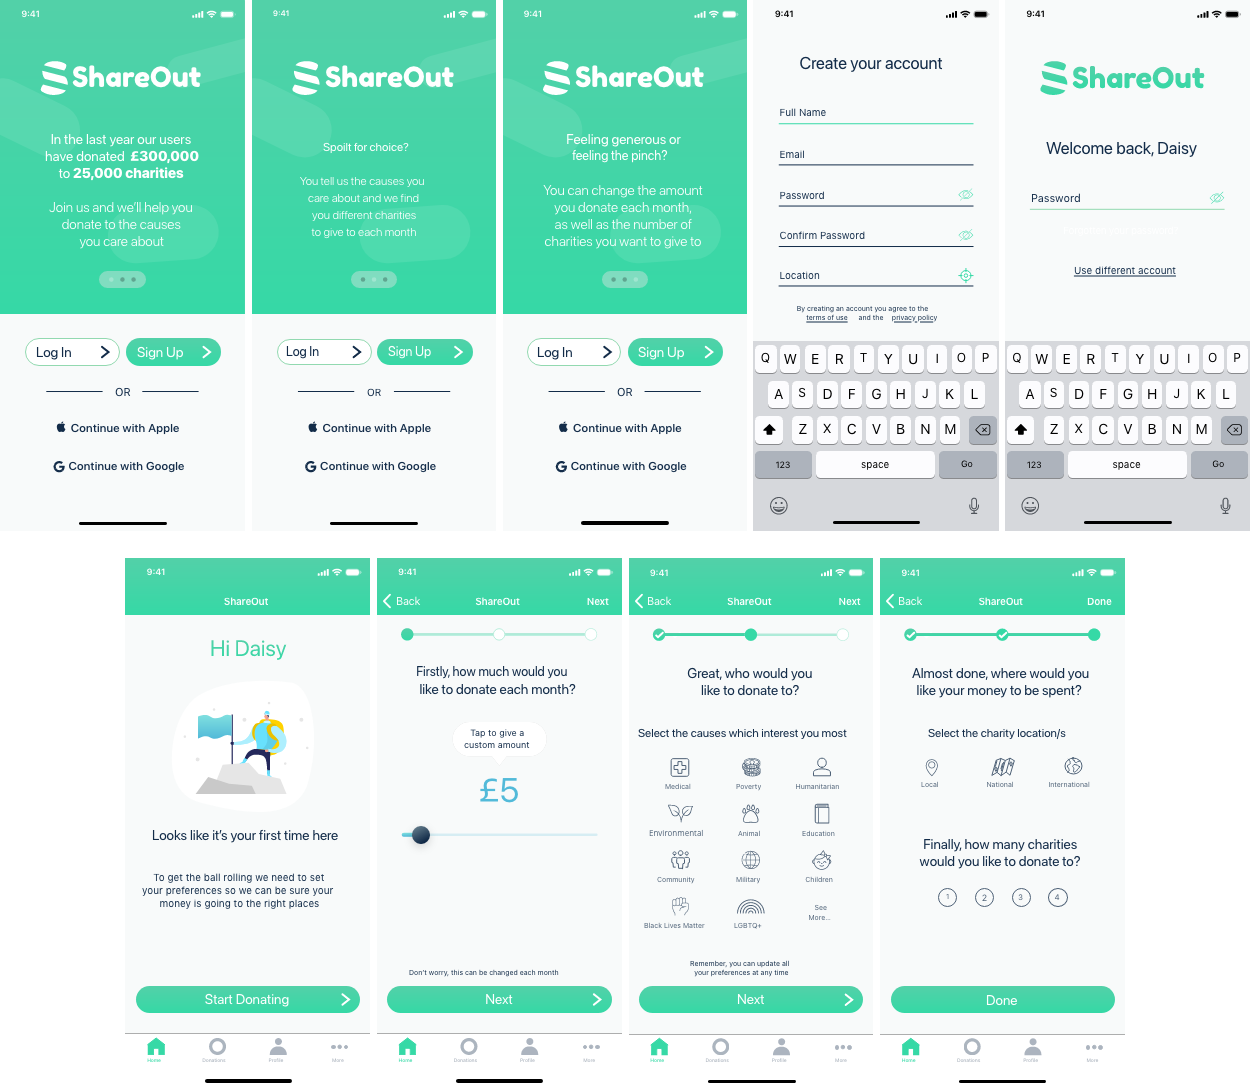 9:41
ShareOut
In the last year our users
have donated £300,000
to 25,000 charities
Join us and we'll help you
donate to the causes
you care about
Log In
Sign Up
OR
Continue with Apple
Continue with Google
9:41
ShareOut
Spoilt for choice?
You tell us the causes you
care about and we find
you different charities
to give to each month
Log In
Sign Up
OR
Continue with Apple
Continue with Google
9:41
ShareOut
Feeling generous or
feeling the pinch?
You can change the amount
you donate each month,
as well as the number of
charities you want to give to
Log In
Sign Up
OR
Continue with Apple
Continue with Google
9:41
Create your account
Full Name
Email
Password
Confirm Password
Location
By creating an account you agree to the
terms of use and the privacy policy
Q W E R T Y U I O P
A S D F G H J K L
Z X C V B N M
123 space Go
9:41
ShareOut
Welcome back, Daisy
Password
Use different account
Q W E R T Y U I O P
A S D F G H J K L
Z X C V B N M
123 space Go
9:41
ShareOut
Hi Daisy
Looks like it's your first time here
To get the ball rolling we need to set
your preferences so we can be sure your
money is going to the right places
Start Donating
Home Donations Profile More
9:41
Back ShareOut Next
Firstly, how much would you
like to donate each month?
Tap to give a
custom amount
£5
Don't worry, this can be changed each month
Next
Home Donations Profile More
9:41
Back ShareOut Next
Great, who would you
like to donate to?
Select the causes which interest you most
Medical Poverty Humanitarian
Environmental Animal Education
Community Military Children
Black Lives Matter LGBTQ+ See
More...
Remember, you can update all
your preferences at any time
Next
Home Donations Profile More
9:41
Back ShareOut Done
Almost done, where would you
like your money to be spent?
Select the charity location/s
Local National International
Finally, how many charities
would you like to donate to?
1 2 3 4
Done
Home Donations Profile More